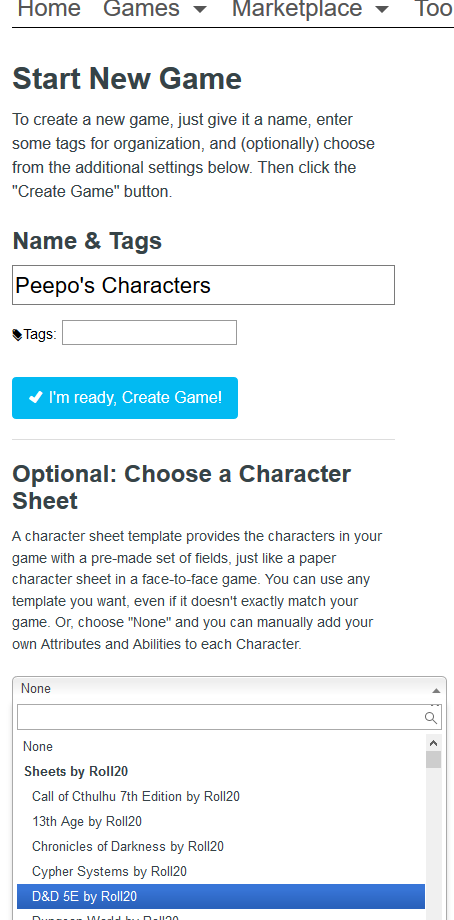 Home Games Marketplace Too
Start New Game
To create a new game, just give it a name, enter
some tags for organization, and (optionally) choose
from the additional settings below. Then click the
"Create Game" button.
Name & Tags
Peepo's Characters
Tags:
I'm ready, Create Game!
Optional: Choose a Character
Sheet
A character sheet template provides the characters in your
game with a pre-made set of fields, just like a paper
character sheet in a face-to-face game. You can use any
template you want, even if it doesn't exactly match your
game. Or, choose "None" and you can manually add your
own Attributes and Abilities to each Character.
None
None
Sheets by Roll20
Call of Cthulhu 7th Edition by Roll20
13th Age by Roll20
Chronicles of Darkness by Roll20
Cypher Systems by Roll20
D&D 5E by Roll20
Dungeon World by Roll20